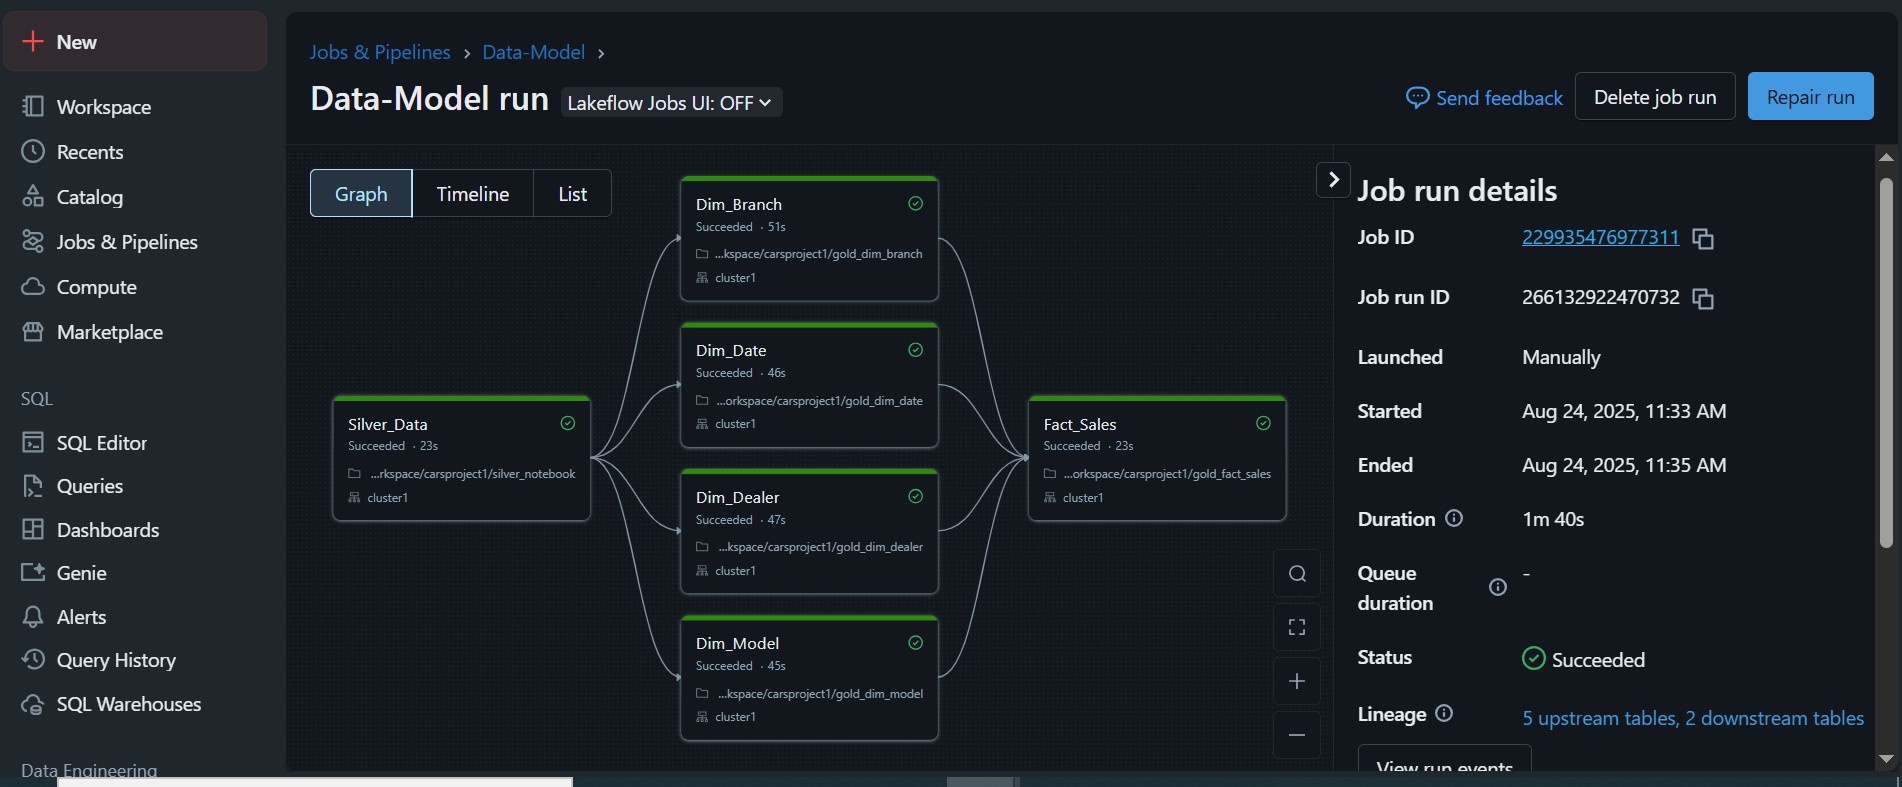 New
Workspace
Recents
Catalog
Jobs & Pipelines
Compute
Marketplace
SQL
SQL Editor
Queries
Dashboards
Genie
Alerts
Query History
SQL Warehouses
Data Engineering
Jobs & Pipelines › Data-Model ›
Data-Model run Lakeflow Jobs UI: OFF
Send feedback
Delete job run
Repair run
Graph
Timeline
List
Silver_Data
Succeeded · 23s
...rkspace/carsproject1/silver_notebook
cluster1
Dim_Branch
Succeeded · 51s
...kspace/carsproject1/gold_dim_branch
cluster1
Dim_Date
Succeeded · 46s
...orkspace/carsproject1/gold_dim_date
cluster1
Dim_Dealer
Succeeded · 47s
...kspace/carsproject1/gold_dim_dealer
cluster1
Dim_Model
Succeeded · 45s
...kspace/carsproject1/gold_dim_model
cluster1
Fact_Sales
Succeeded · 23s
...orkspace/carsproject1/gold_fact_sales
cluster1
Job run details
Job ID 229935476977311
Job run ID 266132922470732
Launched Manually
Started Aug 24, 2025, 11:33 AM
Ended Aug 24, 2025, 11:35 AM
Duration 1m 40s
Queue duration -
Status Succeeded
Lineage 5 upstream tables, 2 downstream tables
View run events